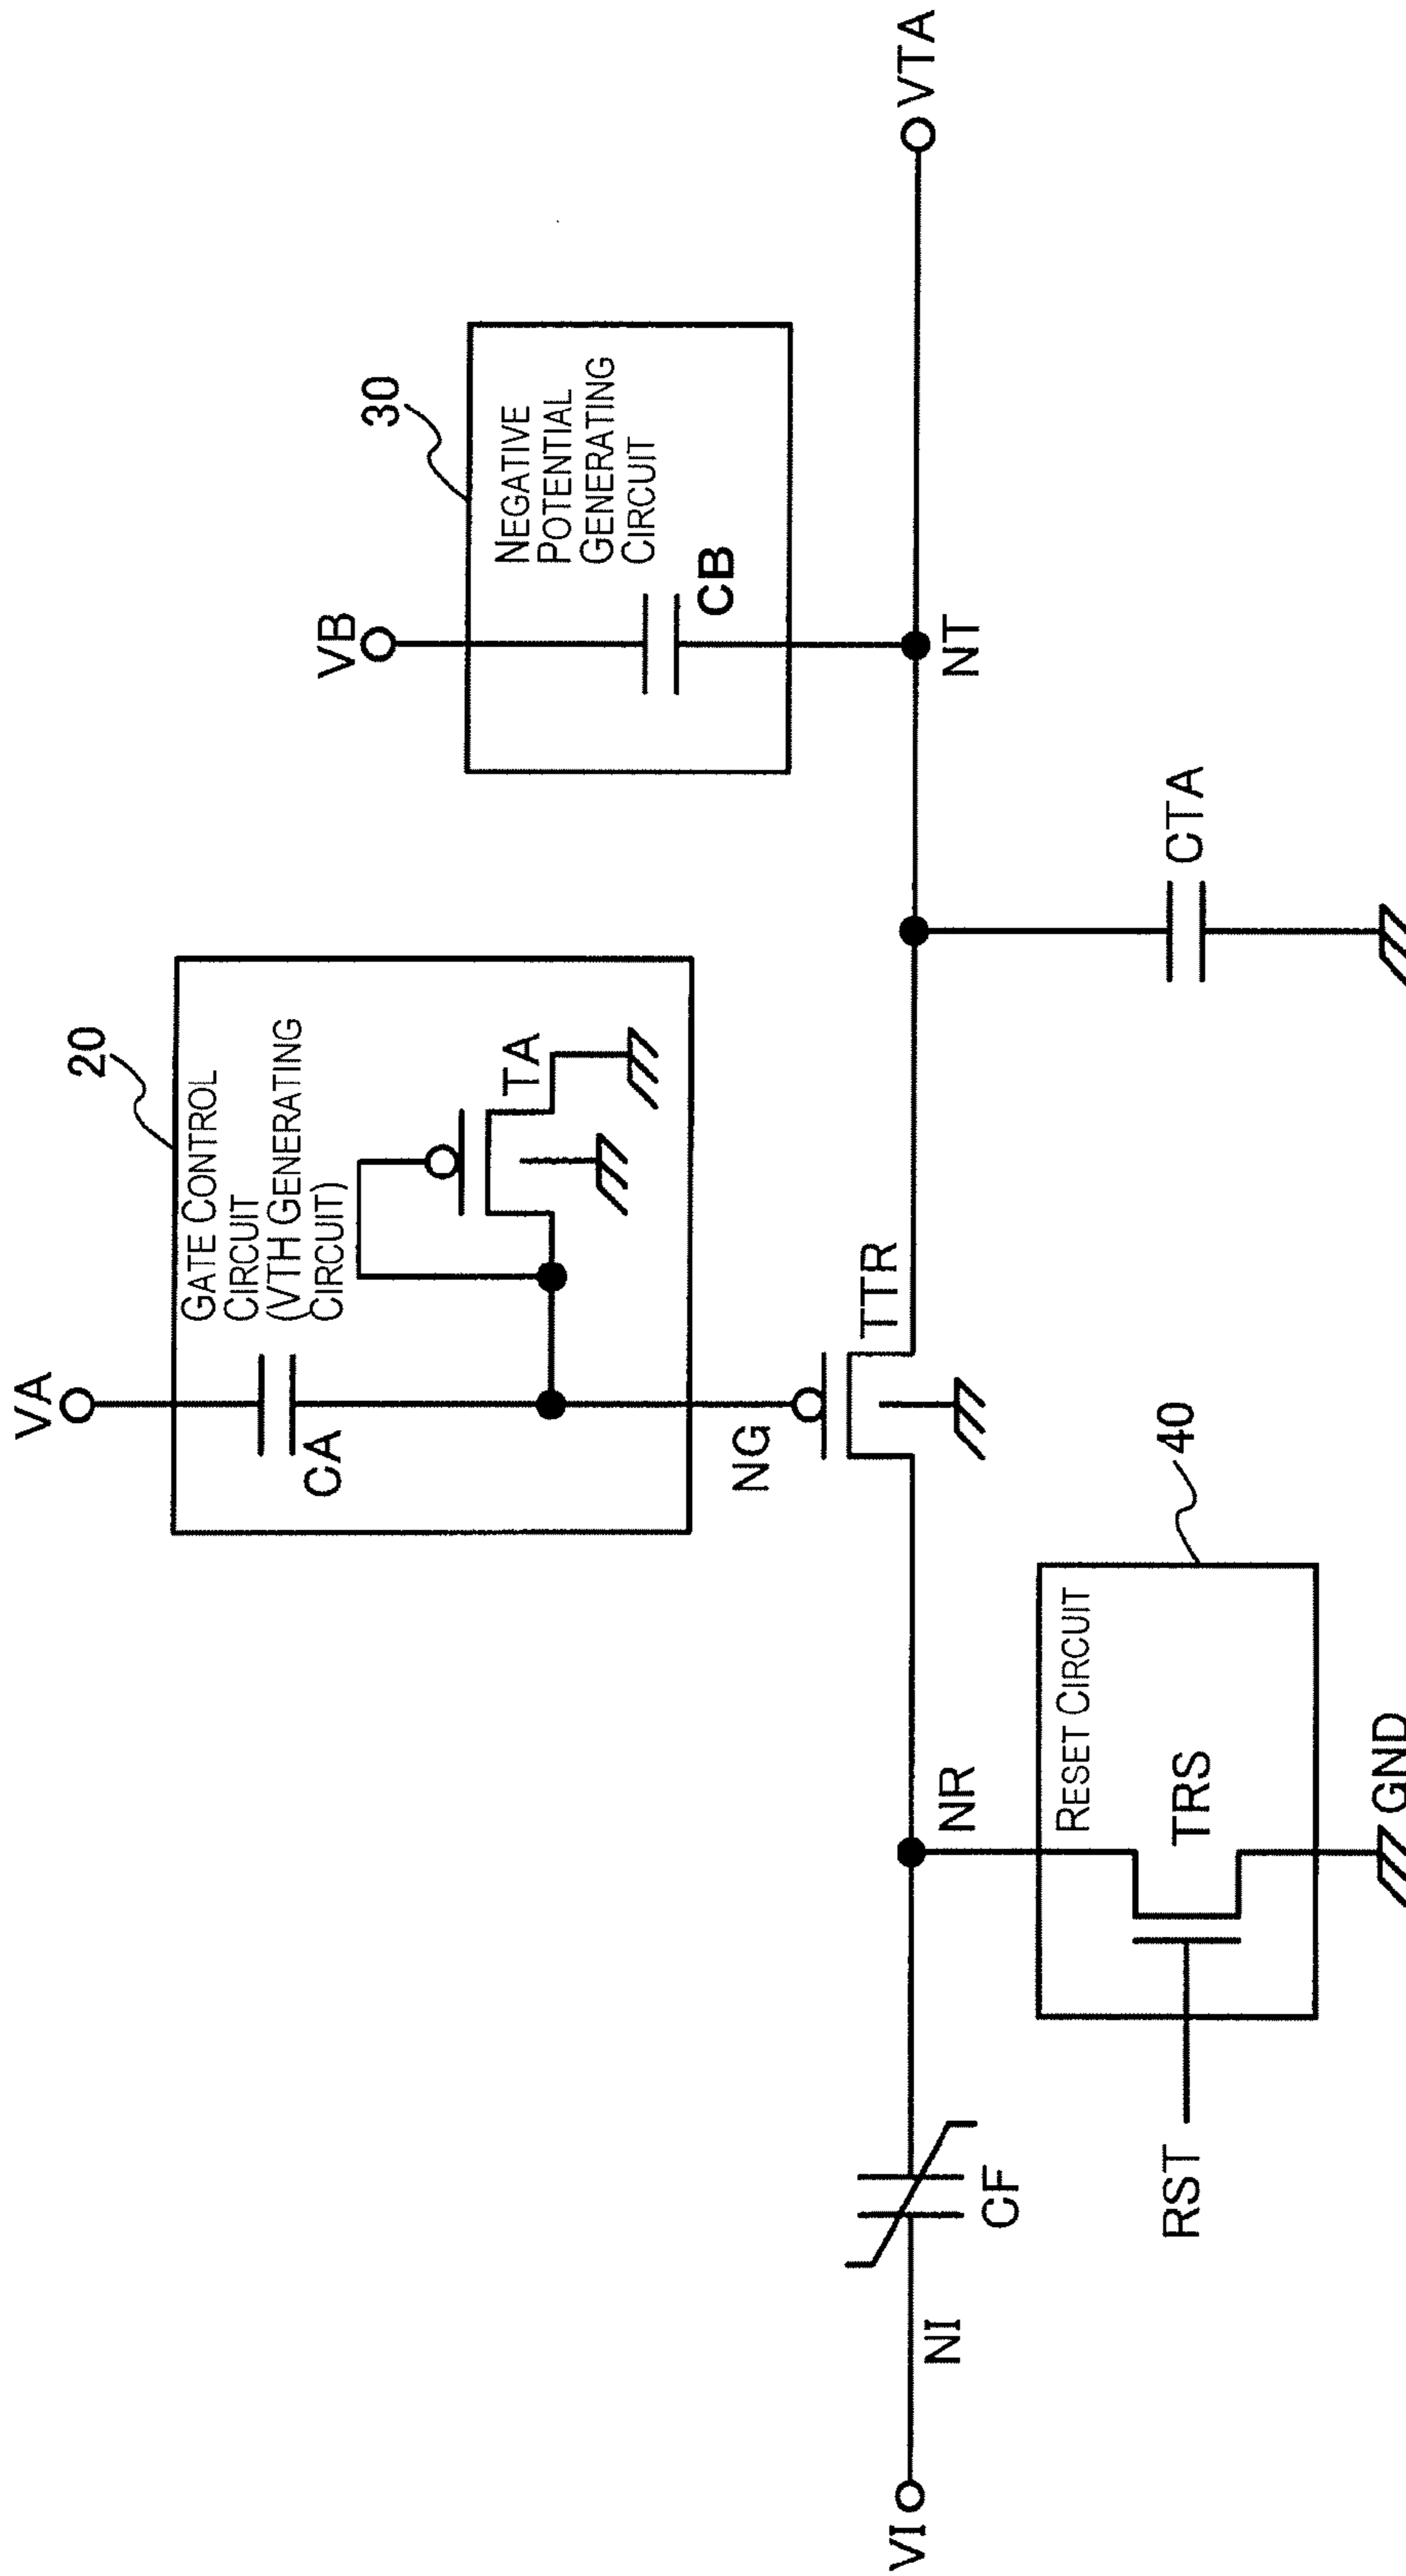 VA
20
GATE CONTROL
CIRCUIT
(VTH GENERATING
CIRCUIT)
CA
TA
NG
TTR
VB
30
NEGATIVE
POTENTIAL
GENERATING
CIRCUIT
CB
NT
VTA
CTA
VI
NI
CF
NR
40
RESET CIRCUIT
TRS
RST
GND